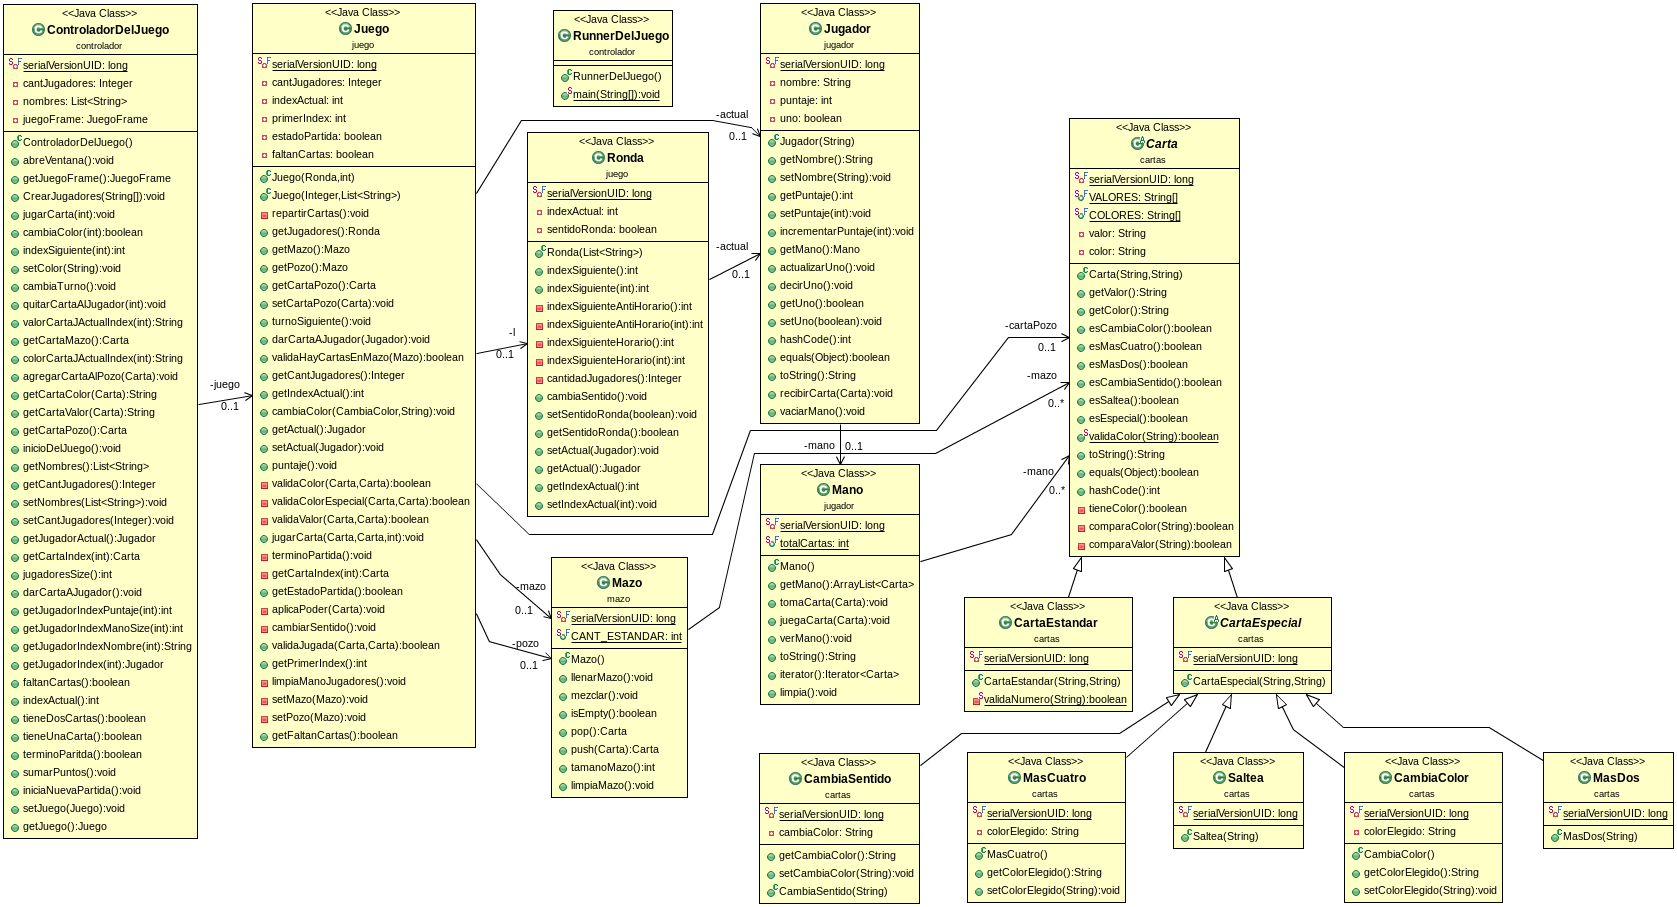 <<Java Class>>
ControladorDelJuego
controlador
serialVersionUID: long
cantJugadores: Integer
nombres: List<String>
juegoFrame: JuegoFrame
ControladorDelJuego()
abreVentana():void
getJuegoFrame():JuegoFrame
CrearJugadores(String[]):void
jugarCarta(int):void
cambiaColor(int):boolean
indexSiguiente(int):int
setColor(String):void
cambiaTurno():void
quitarCartaAlJugador(int):void
valorCartaJActualIndex(int):String
getCartaMazo():Carta
colorCartaJActualIndex(int):String
agregarCartaAlPozo(Carta):void
getCartaColor(Carta):String
getCartaValor(Carta):String
getCartaPozo():Carta
inicioDelJuego():void
getNombres():List<String>
getCantJugadores():Integer
setNombres(List<String>):void
setCantJugadores(Integer):void
getJugadorActual():Jugador
getCartaIndex(int):Carta
jugadoresSize():int
darCartaAJugador():void
getJugadorIndexPuntaje(int):int
getJugadorIndexManoSize(int):int
getJugadorIndexNombre(int):String
getJugadorIndex(int):Jugador
faltanCartas():boolean
indexActual():int
tieneDosCartas():boolean
tieneUnaCarta():boolean
terminoParitda():boolean
sumarPuntos():void
iniciaNuevaPartida():void
setJuego(Juego):void
getJuego():Juego
-juego
0..1
<<Java Class>>
Juego
juego
serialVersionUID: long
cantJugadores: Integer
indexActual: int
primerIndex: int
estadoPartida: boolean
faltanCartas: boolean
Juego(Ronda,int)
Juego(Integer,List<String>)
repartirCartas():void
getJugadores():Ronda
getMazo():Mazo
getPozo():Mazo
getCartaPozo():Carta
setCartaPozo(Carta):void
turnoSiguiente():void
darCartaAJugador(Jugador):void
validaHayCartasEnMazo(Mazo):boolean
getCantJugadores():Integer
getIndexActual():int
cambiaColor(CambiaColor,String):void
getActual():Jugador
setActual(Jugador):void
puntaje():void
validaColor(Carta,Carta):boolean
validaColorEspecial(Carta,Carta):boolean
validaValor(Carta,Carta):boolean
jugarCarta(Carta,Carta,int):void
terminoPartida():void
getCartaIndex(int):Carta
getEstadoPartida():boolean
aplicaPoder(Carta):void
cambiarSentido():void
validaJugada(Carta,Carta):boolean
getPrimerIndex():int
limpiaManoJugadores():void
setMazo(Mazo):void
setPozo(Mazo):void
getFaltanCartas():boolean
-actual
0..1
-l
0..1
-cartaPozo
0..1
-mazo
0..1
-pozo
0..1
<<Java Class>>
RunnerDelJuego
controlador
RunnerDelJuego()
main(String[]):void
<<Java Class>>
Ronda
juego
serialVersionUID: long
indexActual: int
sentidoRonda: boolean
Ronda(List<String>)
indexSiguiente():int
indexSiguiente(int):int
indexSiguienteAntiHorario():int
indexSiguienteAntiHorario(int):int
indexSiguienteHorario():int
indexSiguienteHorario(int):int
cantidadJugadores():Integer
cambiaSentido():void
setSentidoRonda(boolean):void
getSentidoRonda():boolean
setActual(Jugador):void
getActual():Jugador
getIndexActual():int
setIndexActual(int):void
-actual
0..1
<<Java Class>>
Mazo
mazo
serialVersionUID: long
CANT_ESTANDAR: int
Mazo()
llenarMazo():void
mezclar():void
isEmpty():boolean
pop():Carta
push(Carta):Carta
tamanoMazo():int
limpiaMazo():void
-mazo
0..*
<<Java Class>>
Jugador
jugador
serialVersionUID: long
nombre: String
puntaje: int
uno: boolean
Jugador(String)
getNombre():String
setNombre(String):void
getPuntaje():int
setPuntaje(int):void
incrementarPuntaje(int):void
getMano():Mano
actualizarUno():void
decirUno():void
getUno():boolean
setUno(boolean):void
hashCode():int
equals(Object):boolean
toString():String
recibirCarta(Carta):void
vaciarMano():void
-mano
0..1
<<Java Class>>
Mano
jugador
serialVersionUID: long
totalCartas: int
Mano()
getMano():ArrayList<Carta>
tomaCarta(Carta):void
juegaCarta(Carta):void
verMano():void
toString():String
iterator():Iterator<Carta>
limpia():void
-mano
0..*
<<Java Class>>
Carta
cartas
serialVersionUID: long
VALORES: String[]
COLORES: String[]
valor: String
color: String
Carta(String,String)
getValor():String
getColor():String
esCambiaColor():boolean
esMasCuatro():boolean
esMasDos():boolean
esCambiaSentido():boolean
esSaltea():boolean
esEspecial():boolean
validaColor(String):boolean
toString():String
equals(Object):boolean
hashCode():int
tieneColor():boolean
comparaColor(String):boolean
comparaValor(String):boolean
<<Java Class>>
CartaEstandar
cartas
serialVersionUID: long
CartaEstandar(String,String)
validaNumero(String):boolean
<<Java Class>>
CartaEspecial
cartas
serialVersionUID: long
CartaEspecial(String,String)
<<Java Class>>
CambiaSentido
cartas
serialVersionUID: long
cambiaColor: String
getCambiaColor():String
setCambiaColor(String):void
CambiaSentido(String)
<<Java Class>>
MasCuatro
cartas
serialVersionUID: long
colorElegido: String
MasCuatro()
getColorElegido():String
setColorElegido(String):void
<<Java Class>>
Saltea
cartas
serialVersionUID: long
Saltea(String)
<<Java Class>>
CambiaColor
cartas
serialVersionUID: long
colorElegido: String
CambiaColor()
getColorElegido():String
setColorElegido(String):void
<<Java Class>>
MasDos
cartas
serialVersionUID: long
MasDos(String)